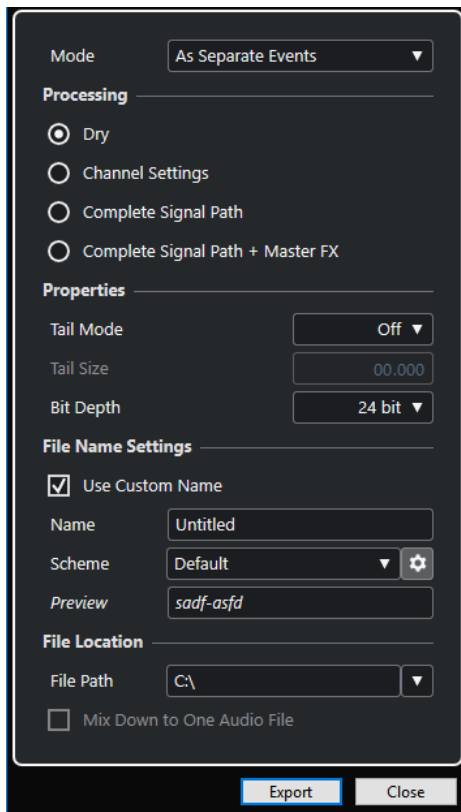 Mode As Separate Events
Processing
Dry
Channel Settings
Complete Signal Path
Complete Signal Path + Master FX
Properties
Tail Mode Off
Tail Size 00.000
Bit Depth 24 bit
File Name Settings
Use Custom Name
Name Untitled
Scheme Default
Preview sadf-asfd
File Location
File Path C:\
Mix Down to One Audio File
Export Close